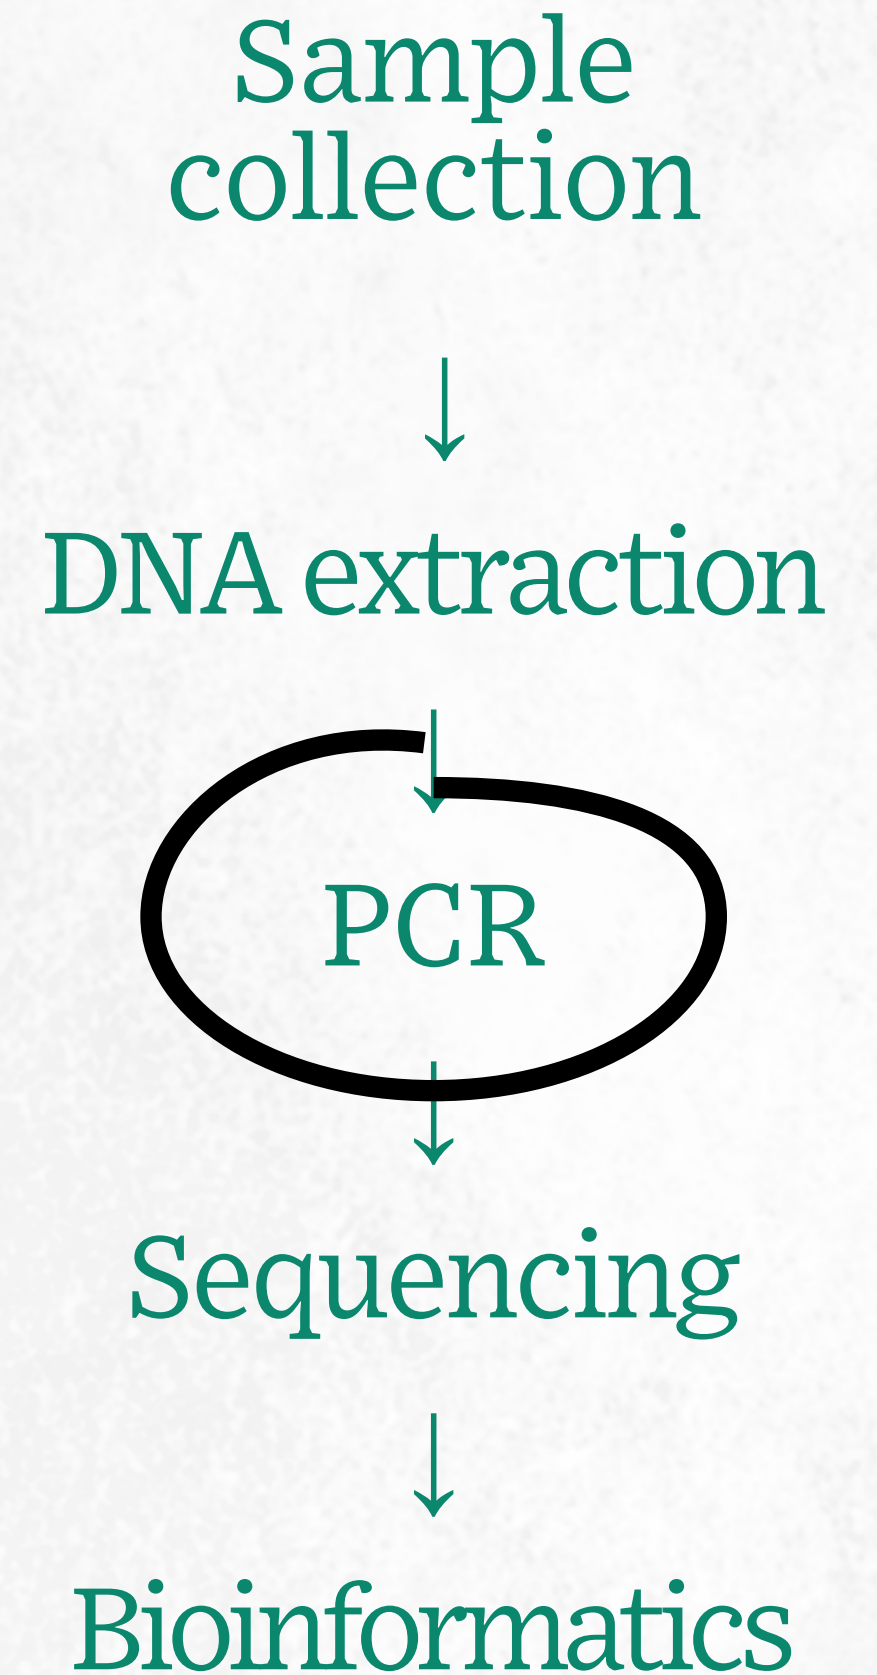 Sample
collection
↓
DNA extraction
↓
PCR
↓
Sequencing
↓
Bioinformatics